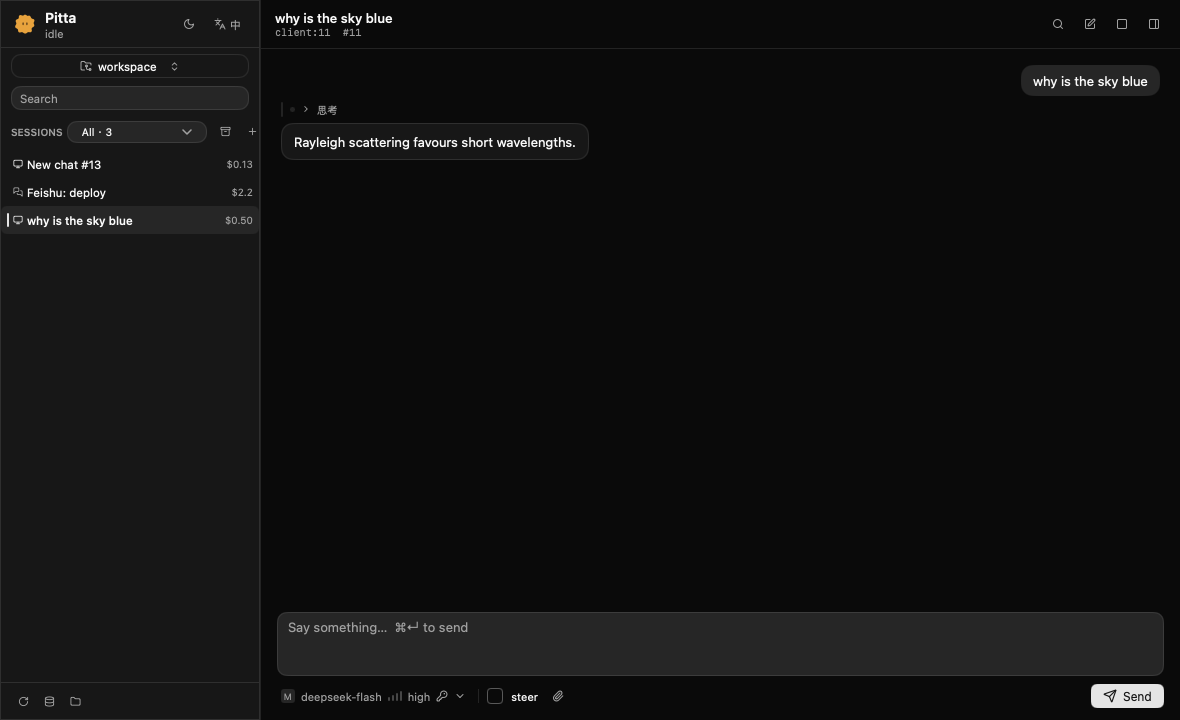 Pitta
idle
中
workspace
Search
SESSIONS All · 3
New chat #13 $0.13
Feishu: deploy $2.2
why is the sky blue $0.50
why is the sky blue
client:11 #11
why is the sky blue
思考
Rayleigh scattering favours short wavelengths.
Say something... ⌘↵ to send
M deepseek-flash high steer
Send